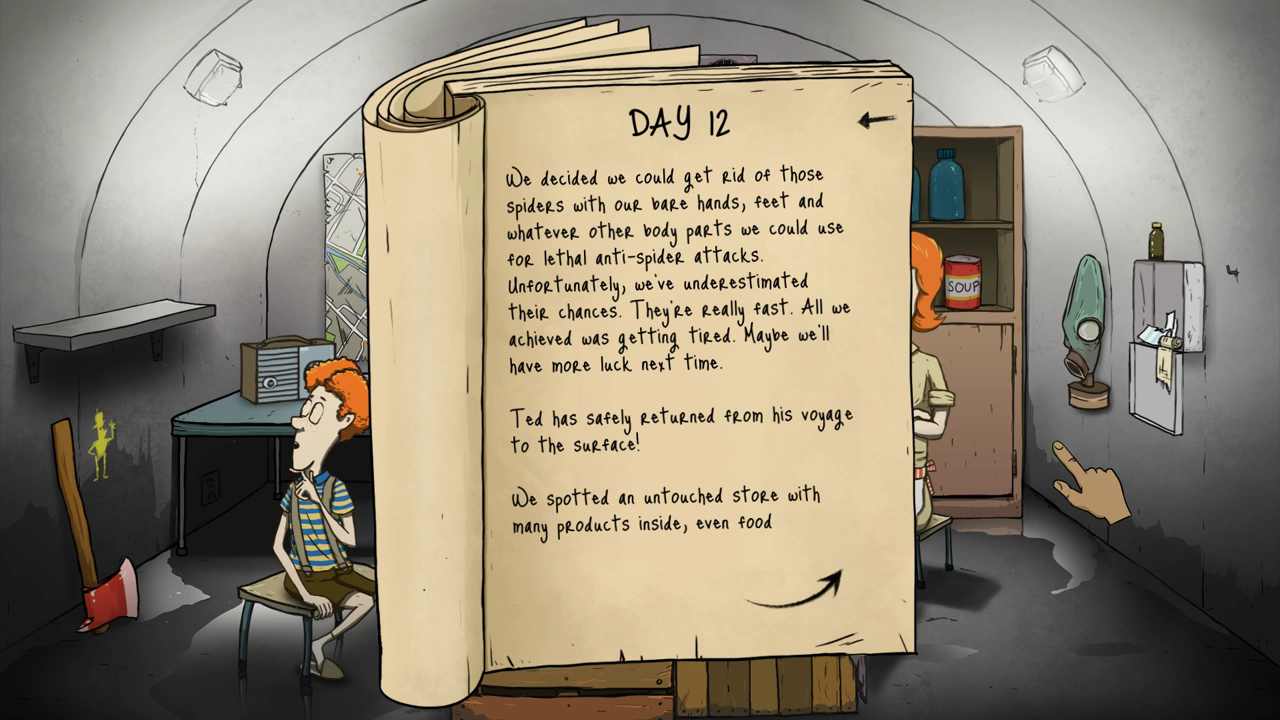 DAY 12
We decided we could get rid of those
spiders with our bare hands, feet and
whatever other body parts we could use
for lethal anti-spider attacks.
Unfortunately, we've underestimated
their chances. They're really fast. All we
achieved was getting tired. Maybe we'll
have more luck next time.
Ted has safely returned from his voyage
to the surface!
We spotted an untouched store with
many products inside, even food
SOUP